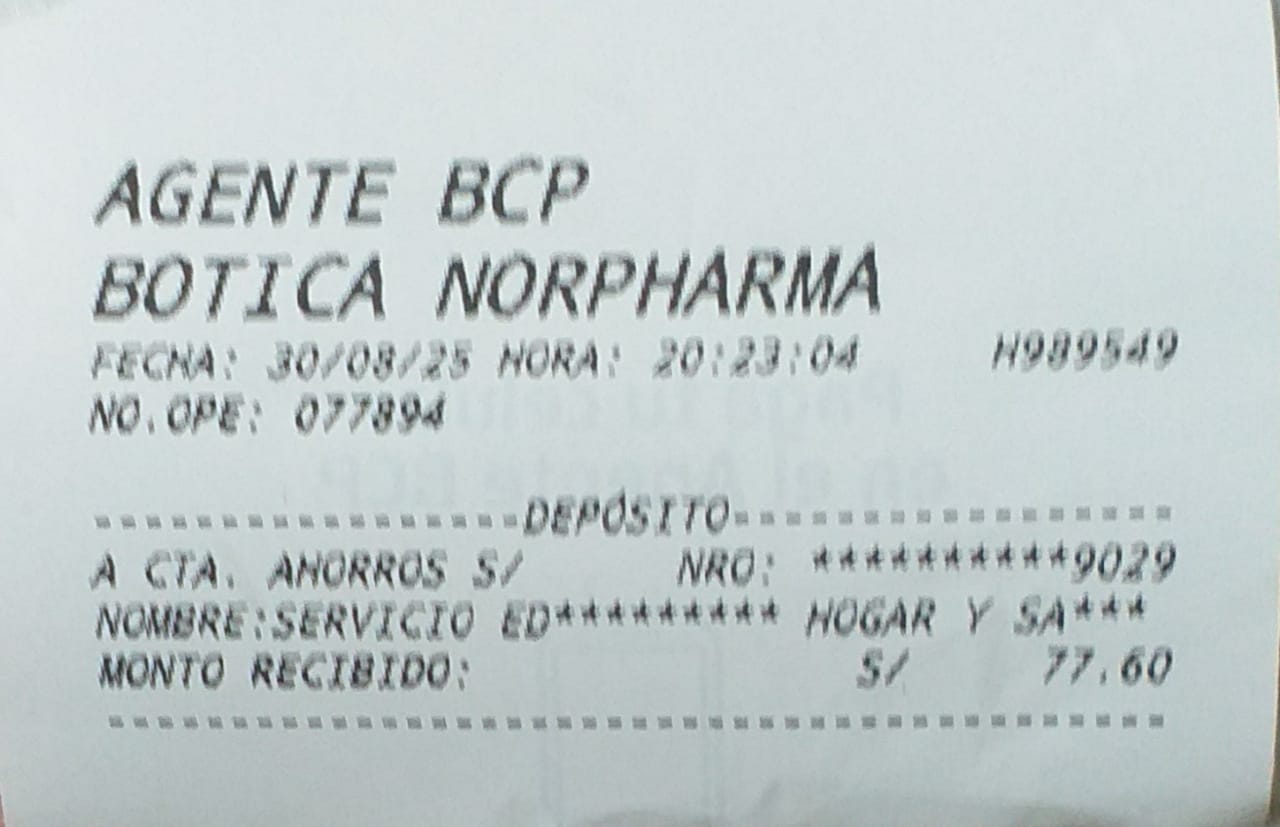 AGENTE BCP
BOTICA NORPHARMA
FECHA: 30/08/25 HORA: 20:23:04 H989549
NO.OPE: 077894
-----------------DEPÓSITO------------------
A CTA. AHORROS S/ NRO: **********9029
NOMBRE:SERVICIO ED********* HOGAR Y SA***
MONTO RECIBIDO: S/ 77.60
-------------------------------------------